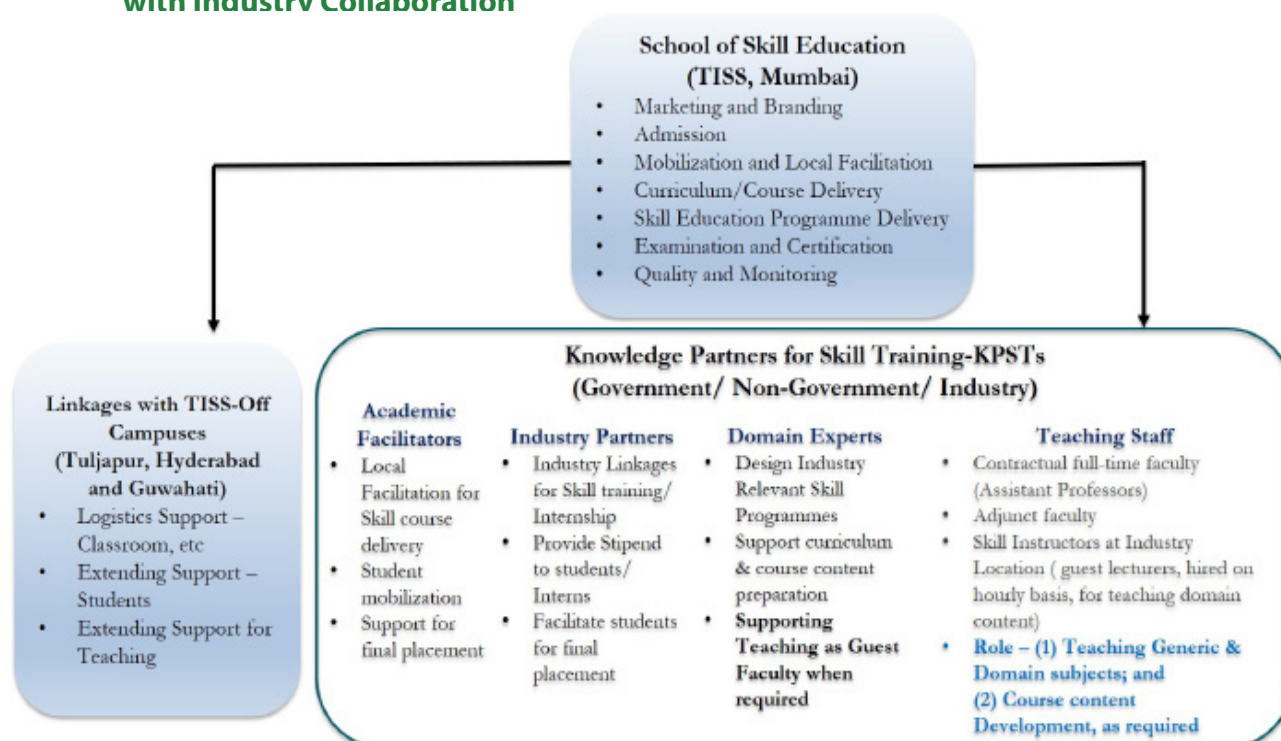 with Industry Collaboration
School of Skill Education
(TISS, Mumbai)
• Marketing and Branding
• Admission
• Mobilization and Local Facilitation
• Curriculum/Course Delivery
• Skill Education Programme Delivery
• Examination and Certification
• Quality and Monitoring
Linkages with TISS-Off
Campuses
(Tuljapur, Hyderabad
and Guwahati)
• Logistics Support –
Classroom, etc
• Extending Support –
Students
• Extending Support for
Teaching
Knowledge Partners for Skill Training-KPSTs
(Government/ Non-Government/ Industry)
Academic
Facilitators
• Local
Facilitation for
Skill course
delivery
• Student
mobilization
• Support for
final placement
Industry Partners
• Industry Linkages
for Skill training/
Internship
• Provide Stipend
to students/
Interns
• Facilitate students
for final
placement
Domain Experts
• Design Industry
Relevant Skill
Programmes
• Support curriculum
& course content
preparation
• Supporting
Teaching as Guest
Faculty when
required
Teaching Staff
• Contractual full-time faculty
(Assistant Professors)
• Adjunct faculty
• Skill Instructors at Industry
Location ( guest lecturers, hired on
hourly basis, for teaching domain
content)
• Role – (1) Teaching Generic &
Domain subjects; and
(2) Course content
Development, as required